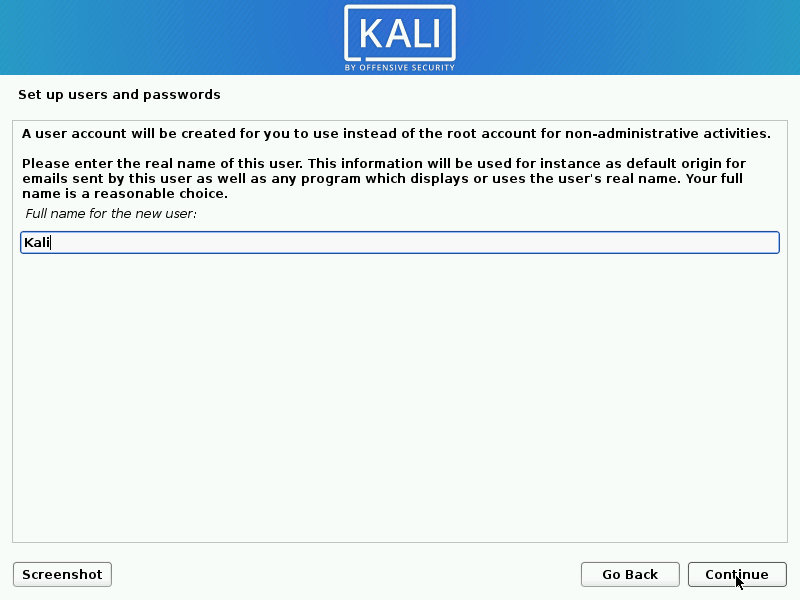 KALI
BY OFFENSIVE SECURITY
Set up users and passwords
A user account will be created for you to use instead of the root account for non-administrative activities.
Please enter the real name of this user. This information will be used for instance as default origin for
emails sent by this user as well as any program which displays or uses the user's real name. Your full
name is a reasonable choice.
Full name for the new user:
Kali
Screenshot
Go Back
Continue